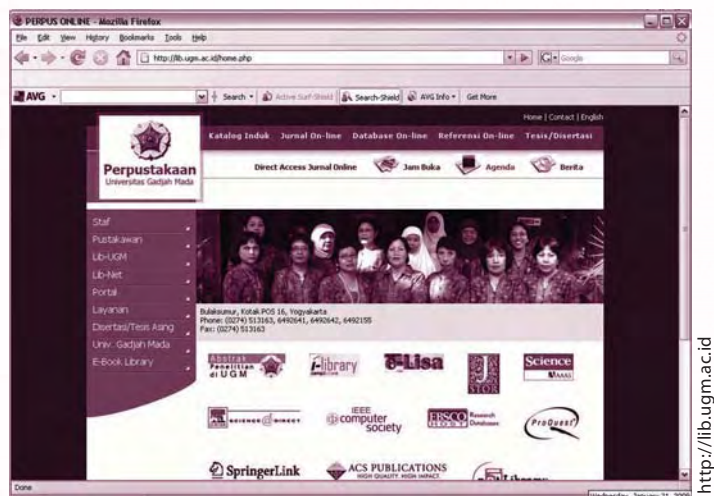 PERPUS ONLINE - Mozilla Firefox
File Edit View History Bookmarks Tools Help
http://lib.ugm.ac.id/home.php
Google
AVG
Search
Active Surf-Shield
Search-Shield
AVG Info
Get More
Home | Contact | English
Katalog Induk Jurnal On-line Database On-line Referensi On-line Tesis/Disertasi
Perpustakaan
Universitas Gadjah Mada
Direct Access Jurnal Online Jam Buka Agenda Berita
Staf
Pustakawan
Lib-UGM
Lib-Net
Portal
Layanan
Disertasi/Tesis Asing
Univ. Gadjah Mada
E-Book Library
Bulaksumur, Kotak POS 16, Yogyakarta
Phone: (0274) 513163, 6492641, 6492642, 6492155
Fax: (0274) 513163
Abstrak
Penelitian
di UGM
i-library
E-Lisa
JSTOR
Science
AAAS
SCIENCE DIRECT
IEEE
computer
society
EBSCO HOST Research Databases
ProQuest
SpringerLink
ACS PUBLICATIONS
HIGH QUALITY. HIGH IMPACT.
Done
Wednesday, January 21, 2009
http://lib.ugm.ac.id